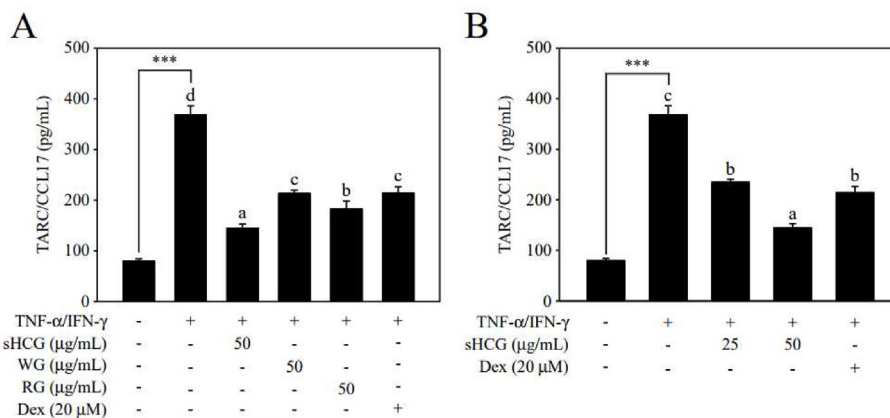 A
TARC/CCL17 (pg/mL)
500
400
300
200
100
0
***
d
a
c
b
c
TNF-α/IFN-γ - + + + + +
sHCG (μg/mL) - - 50 - - -
WG (μg/mL) - - - 50 - -
RG (μg/mL) - - - - 50 -
Dex (20 μM) - - - - - +
B
TARC/CCL17 (pg/mL)
500
400
300
200
100
0
***
c
b
a
b
TNF-α/IFN-γ - + + + +
sHCG (μg/mL) - - 25 50 -
Dex (20 μM) - - - - +